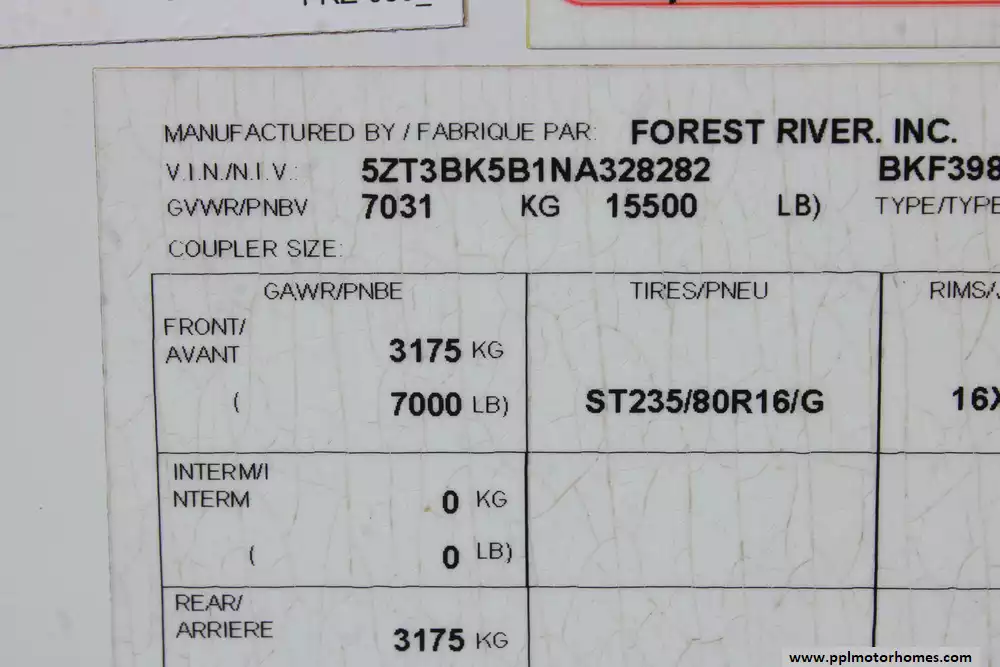 MANUFACTURED BY / FABRIQUE PAR: FOREST RIVER. INC.
V.I.N./N.I.V.: 5ZT3BK5B1NA328282 BKF398
GVWR/PNBV 7031 KG 15500 LB) TYPE/TYPE
COUPLER SIZE:
GAWR/PNBE TIRES/PNEU RIMS/
FRONT/
AVANT 3175 KG
( 7000 LB) ST235/80R16/G 16X
INTERM/I
NTERM 0 KG
( 0 LB)
REAR/
ARRIERE 3175 KG
www.pplmotorhomes.com